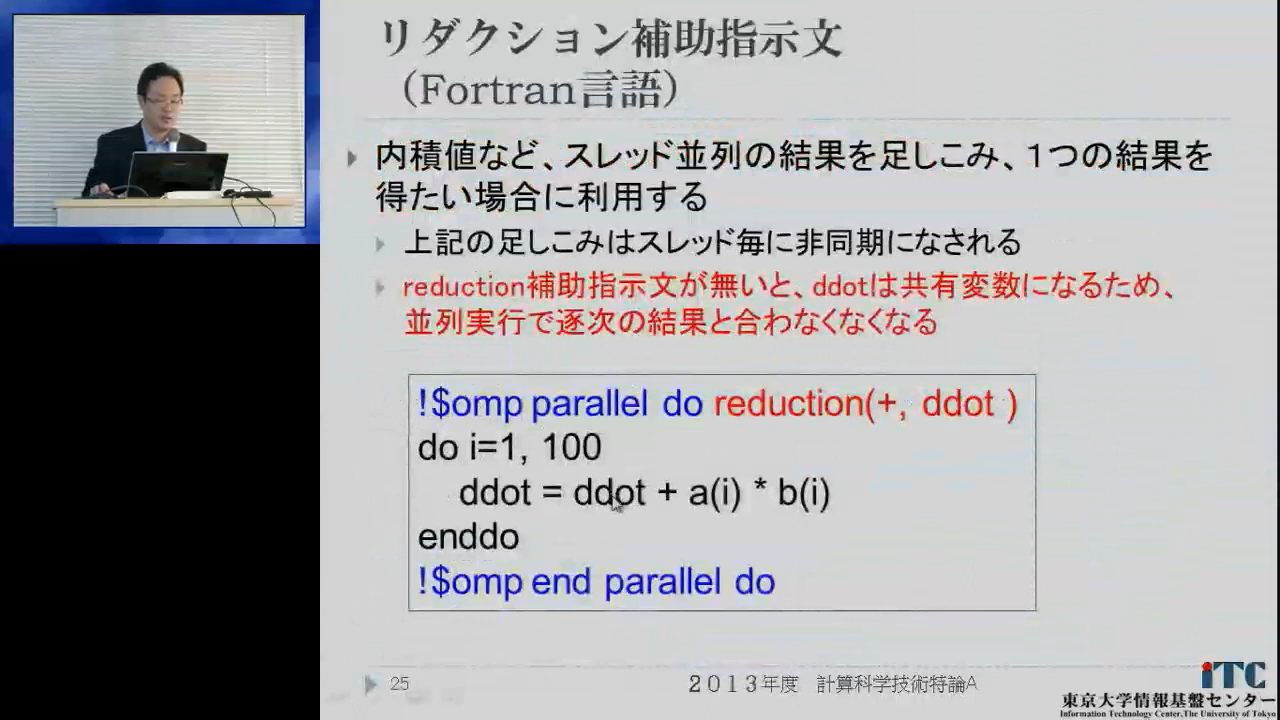 リダクション補助指示文
（Fortran言語）
内積値など、スレッド並列の結果を足しこみ、１つの結果を
得たい場合に利用する
上記の足しこみはスレッド毎に非同期になされる
reduction補助指示文が無いと、ddotは共有変数になるため、
並列実行で逐次の結果と合わなくなくなる
!$omp parallel do reduction(+, ddot )
do i=1, 100
ddot = ddot + a(i) * b(i)
enddo
!$omp end parallel do
25
２０１３年度 計算科学技術特論A
iTC
東京大学情報基盤センター
Information Technology Center, The University of Tokyo